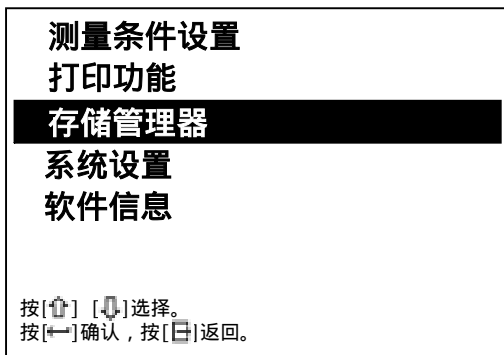 测量条件设置
打印功能
存储管理器
系统设置
软件信息
按[⇧] [⇩]选择。
按[↵]确认，按[]返回。